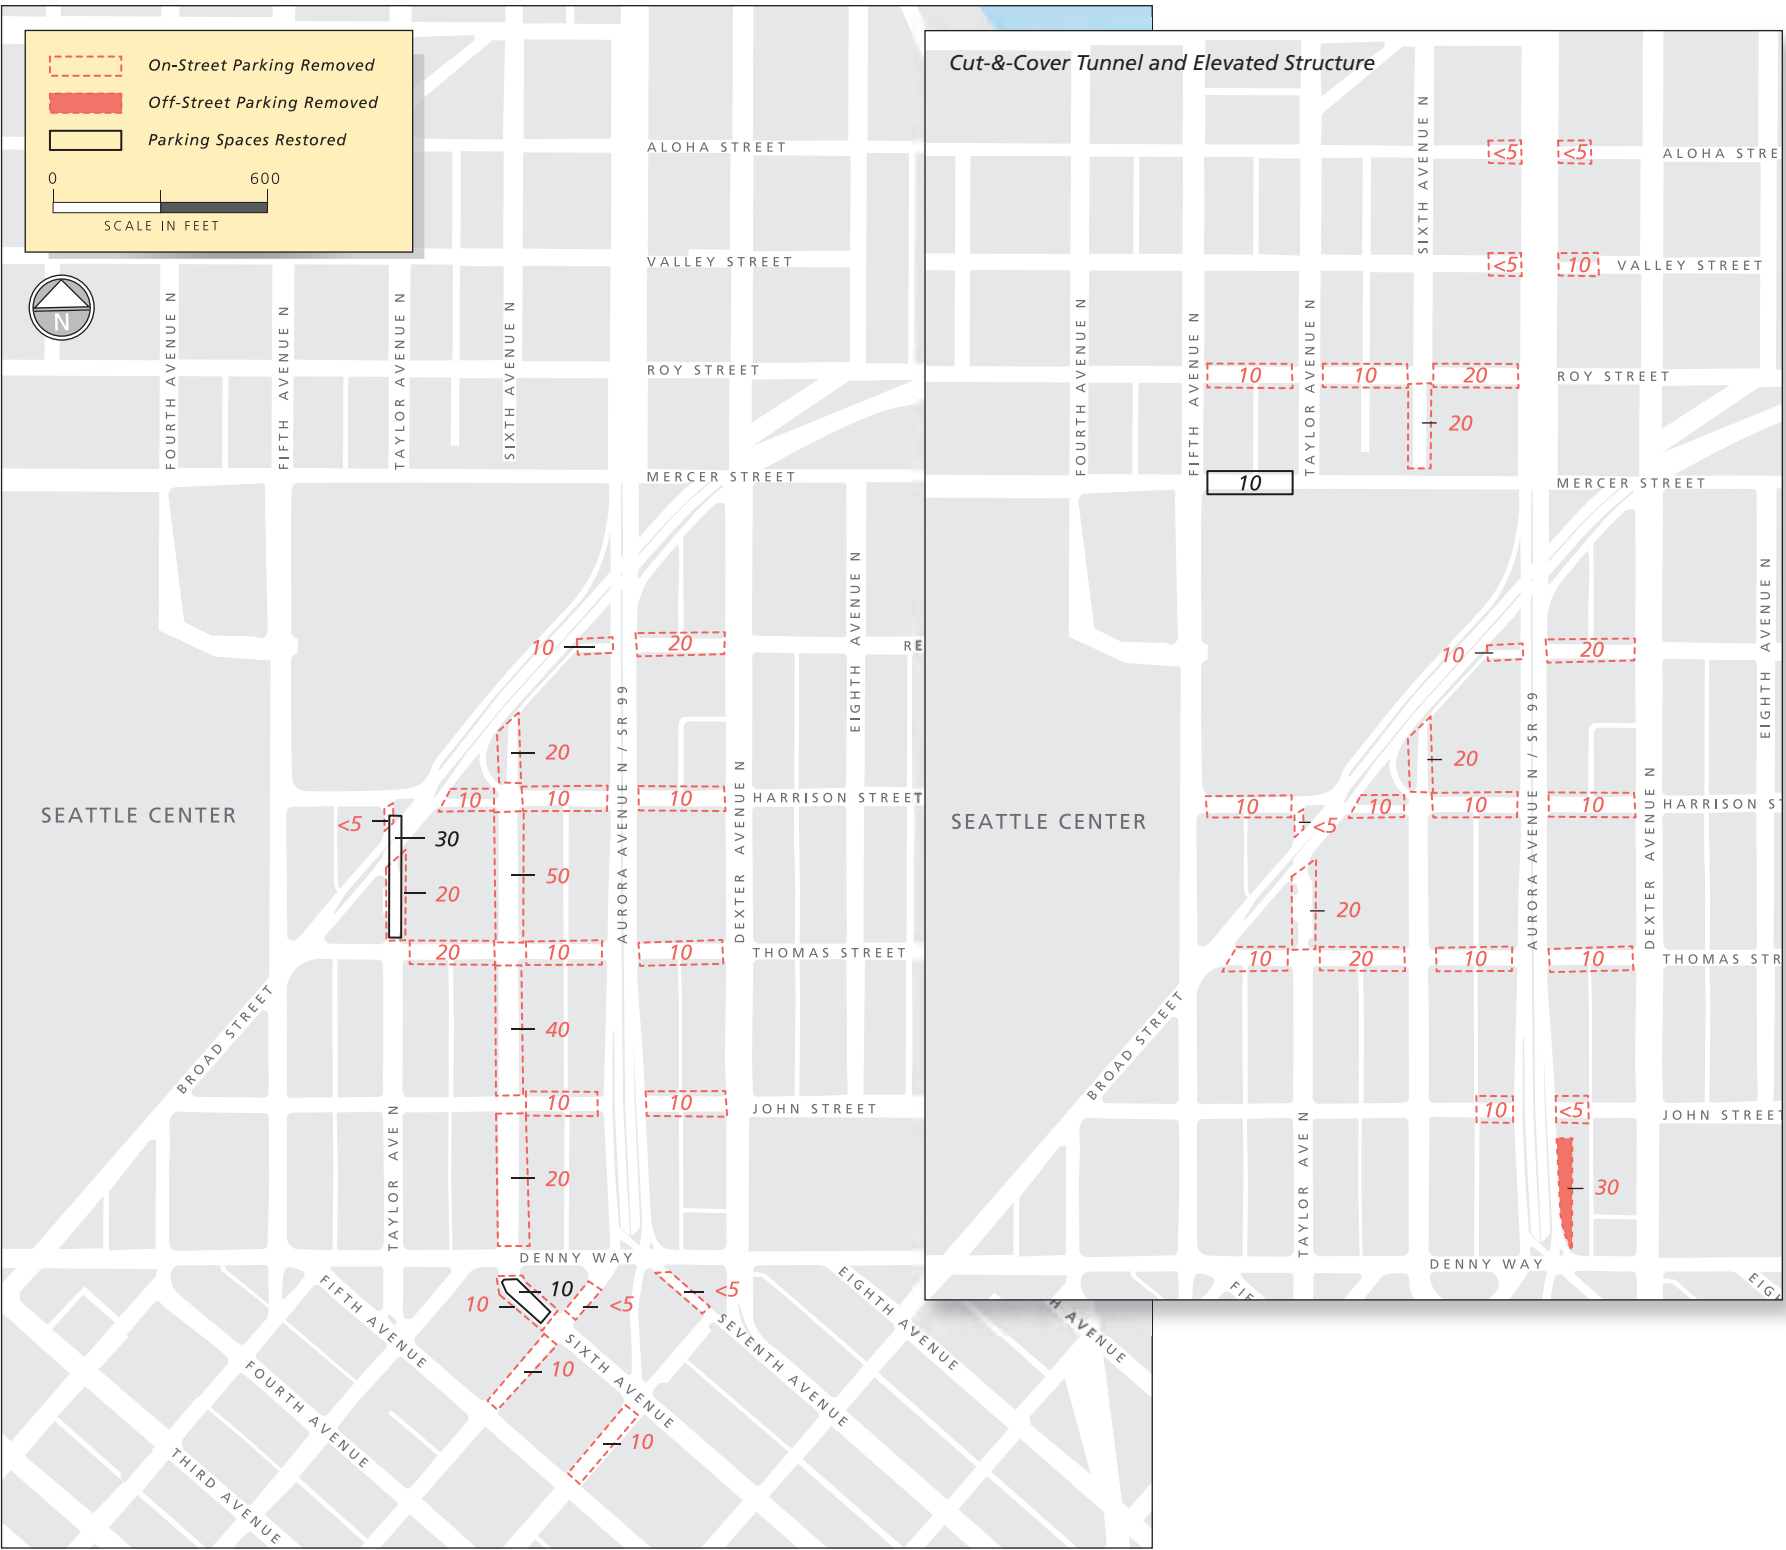 On-Street Parking Removed
Off-Street Parking Removed
Parking Spaces Restored
0 600
SCALE IN FEET
N
ALOHA STREET
VALLEY STREET
ROY STREET
MERCER STREET
FOURTH AVENUE N
FIFTH AVENUE N
TAYLOR AVENUE N
SIXTH AVENUE N
EIGHTH AVENUE N
10
20
RE
AURORA AVENUE N / SR 99
DEXTER AVENUE N
20
SEATTLE CENTER
10
10
10
HARRISON STREET
<5
30
50
20
20
10
10
THOMAS STREET
BROAD STREET
40
10
10
JOHN STREET
TAYLOR AVE N
20
DENNY WAY
10
10
<5
<5
FIFTH AVENUE
FOURTH AVENUE
THIRD AVENUE
SIXTH AVENUE
SEVENTH AVENUE
EIGHTH AVENUE
H AVENUE
10
10
Cut-&-Cover Tunnel and Elevated Structure
SIXTH AVENUE N
<5
<5
ALOHA STRE
<5
10
VALLEY STREET
FOURTH AVENUE N
FIFTH AVENUE N
TAYLOR AVENUE N
10
10
20
ROY STREET
20
10
MERCER STREET
EIGHTH AVENUE N
10
20
AURORA AVENUE N / SR 99
DEXTER AVENUE N
20
SEATTLE CENTER
10
<5
10
10
10
HARRISON ST
20
10
20
10
10
THOMAS STR
BROAD STREET
10
<5
JOHN STREET
TAYLOR AVE N
30
DENNY WAY
FIF
EIGH